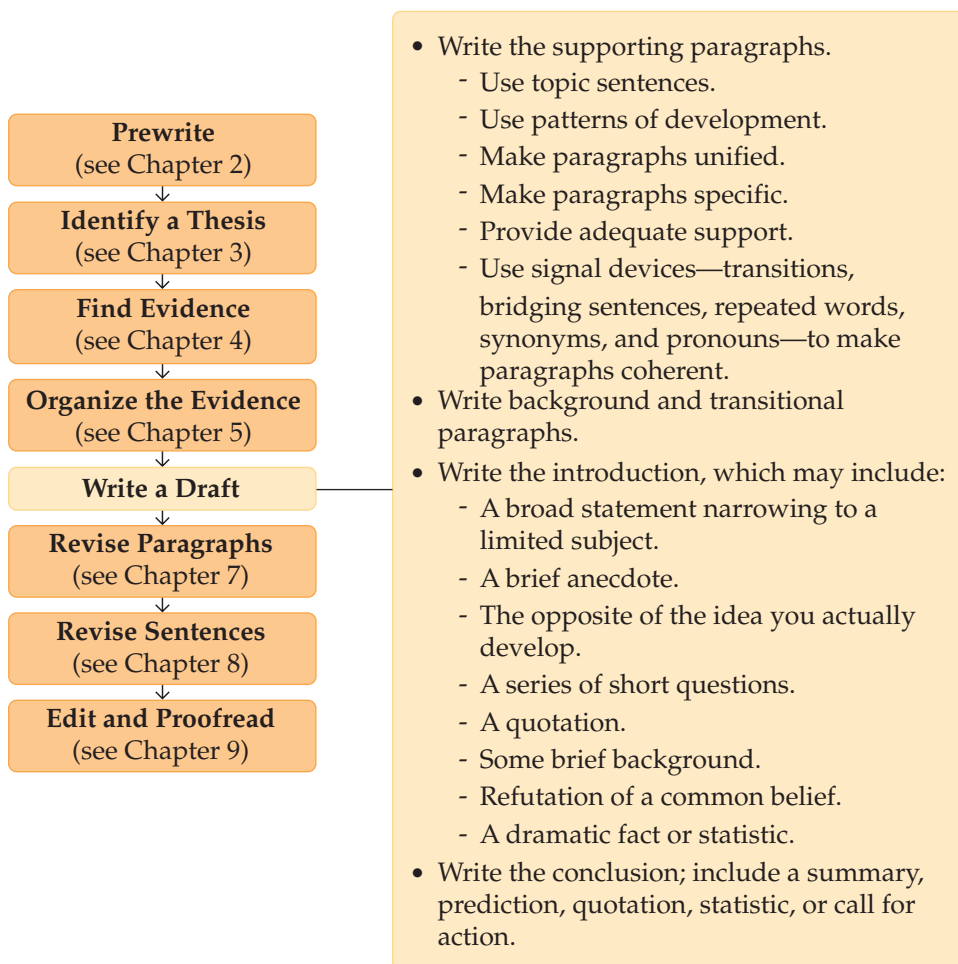 Prewrite
(see Chapter 2)
Identify a Thesis
(see Chapter 3)
Find Evidence
(see Chapter 4)
Organize the Evidence
(see Chapter 5)
Write a Draft
Revise Paragraphs
(see Chapter 7)
Revise Sentences
(see Chapter 8)
Edit and Proofread
(see Chapter 9)
• Write the supporting paragraphs.
- Use topic sentences.
- Use patterns of development.
- Make paragraphs unified.
- Make paragraphs specific.
- Provide adequate support.
- Use signal devices—transitions,
bridging sentences, repeated words,
synonyms, and pronouns—to make
paragraphs coherent.
• Write background and transitional
paragraphs.
• Write the introduction, which may include:
- A broad statement narrowing to a
limited subject.
- A brief anecdote.
- The opposite of the idea you actually
develop.
- A series of short questions.
- A quotation.
- Some brief background.
- Refutation of a common belief.
- A dramatic fact or statistic.
• Write the conclusion; include a summary,
prediction, quotation, statistic, or call for
action.